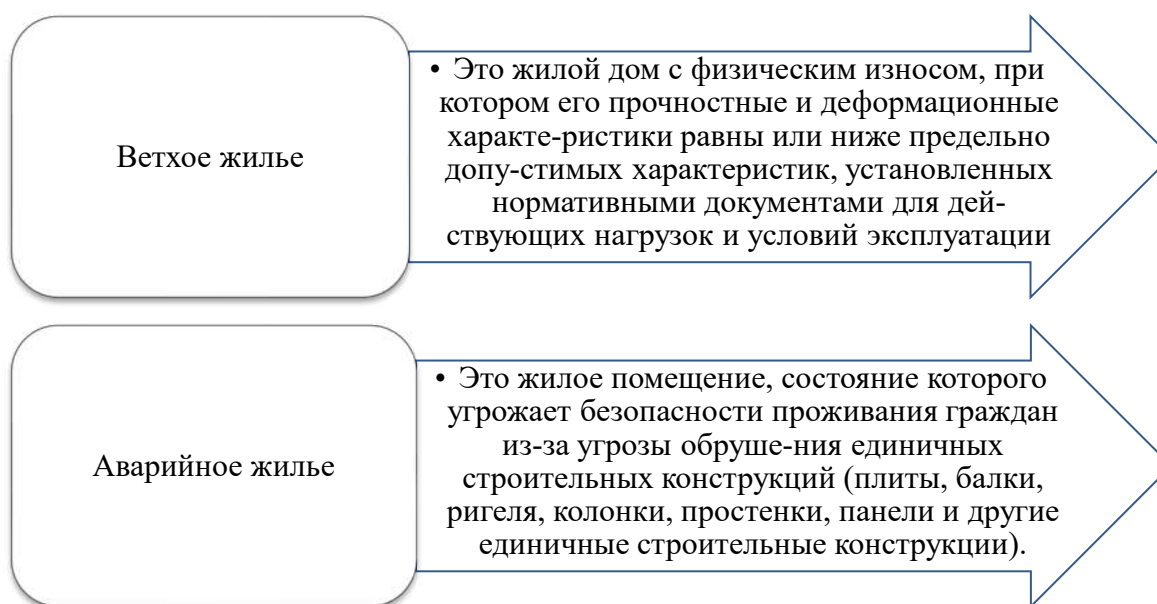 Ветхое жилье
• Это жилой дом с физическим износом, при
котором его прочностные и деформационные
характе-ристики равны или ниже предельно
допу-стимых характеристик, установленных
нормативными документами для дей-
ствующих нагрузок и условий эксплуатации
Аварийное жилье
• Это жилое помещение, состояние которого
угрожает безопасности проживания граждан
из-за угрозы обруше-ния единичных
строительных конструкций (плиты, балки,
ригеля, колонки, простенки, панели и другие
единичные строительные конструкции).